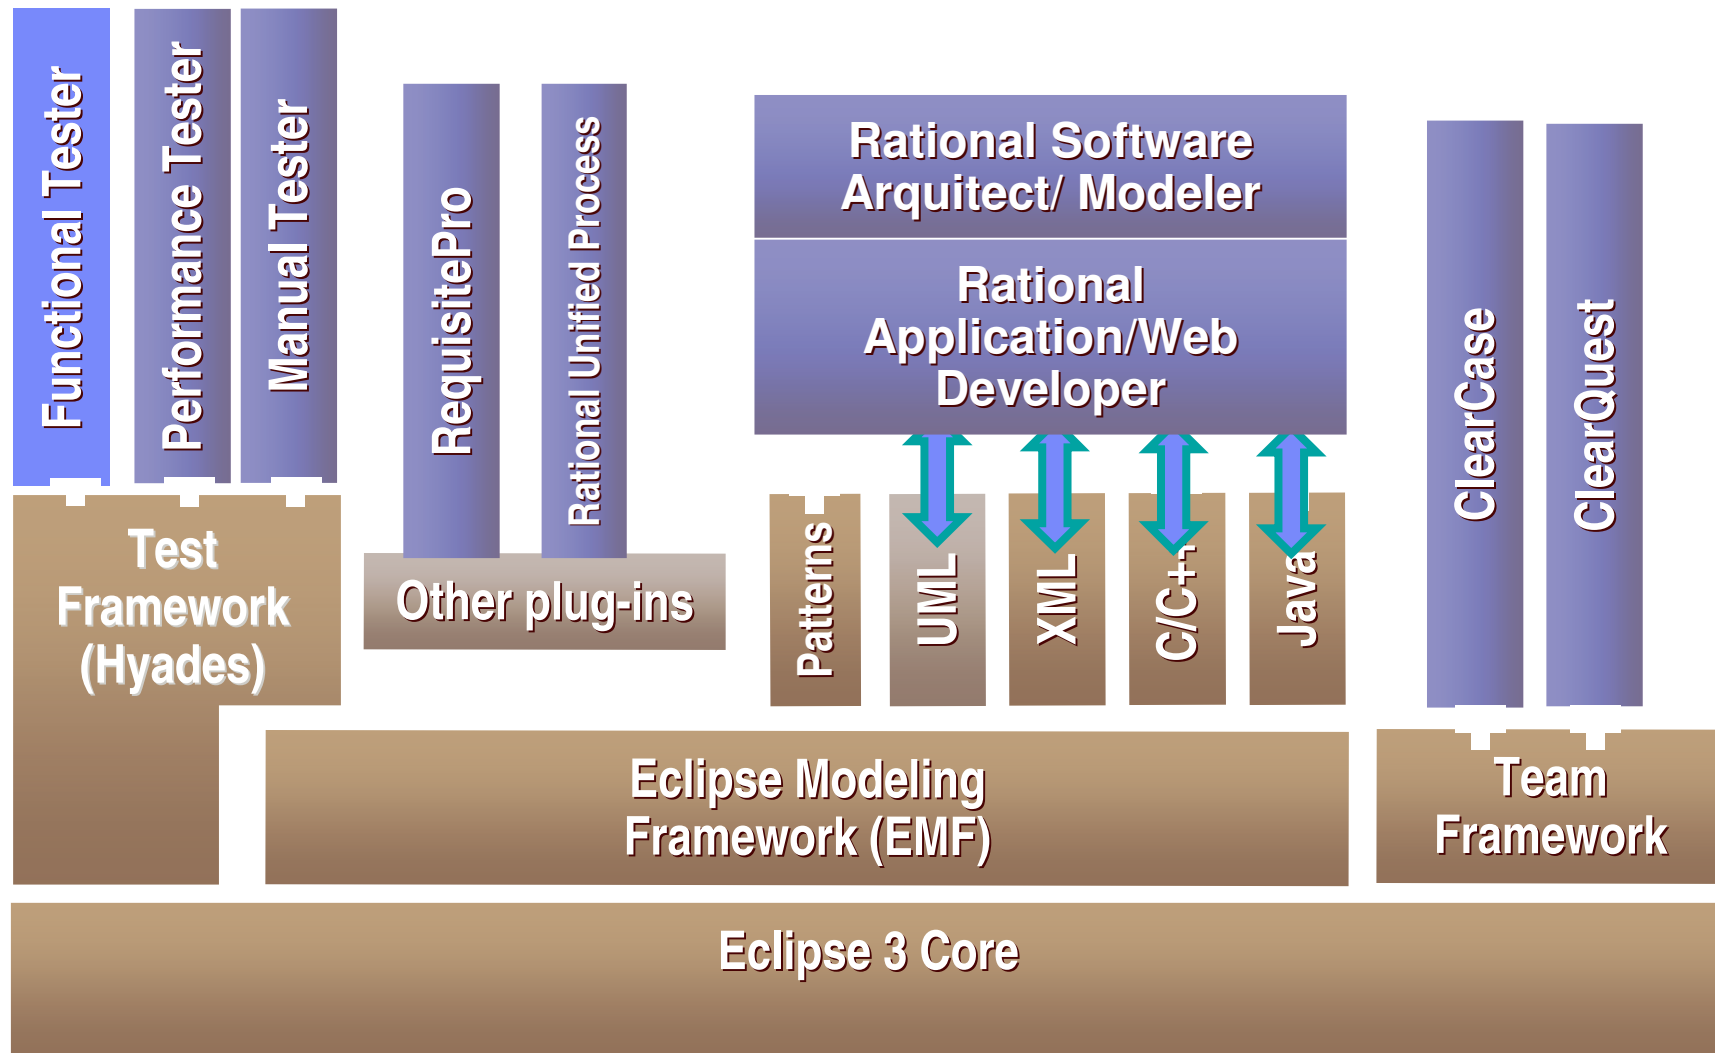 Functional Tester
Performance Tester
Manual Tester
RequisitePro
Rational Unified Process
Rational Software
Arquitect/ Modeler
Rational
Application/Web
Developer
ClearCase
ClearQuest
Test
Framework
(Hyades)
Other plug-ins
Patterns
UML
XML
C/C++
Java
Eclipse Modeling
Framework (EMF)
Team
Framework
Eclipse 3 Core